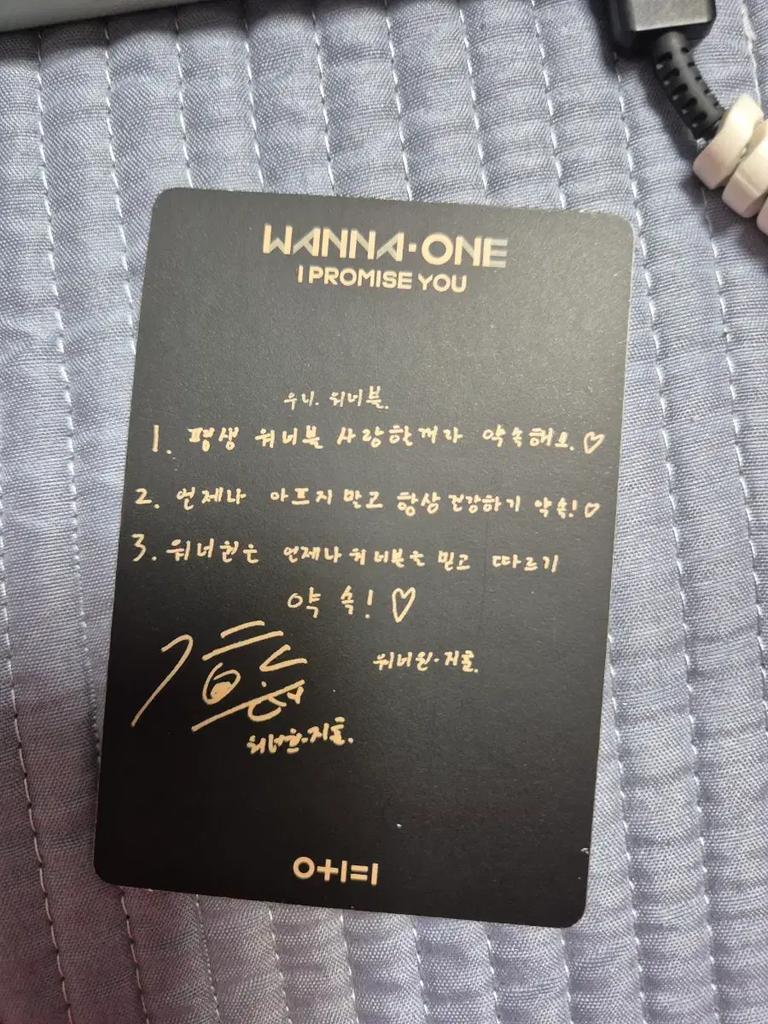 WANNA·ONE
I PROMISE YOU
우니. 워너블.
1. 평생 워너블 사랑할꺼라 약속해요.♡
2. 언제나 아프지 말고 항상 건강하기 약속!♡
3. 워너원은 언제나 워너블을 믿고 따르기
약속!♡
워너원·지훈.
워너원·지훈.
0+1=1